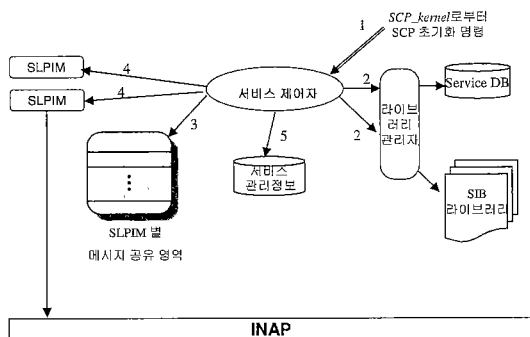 1
SCP_kernel로부터
SCP 초기화 명령
SLPIM
4
SLPIM
4
서비스 제어자
2
2
라이브
러리
관리자
Service DB
3
5
서비스
관리정보
SIB
라이브러리
SLPIM 별
메시지 공유 영역
INAP